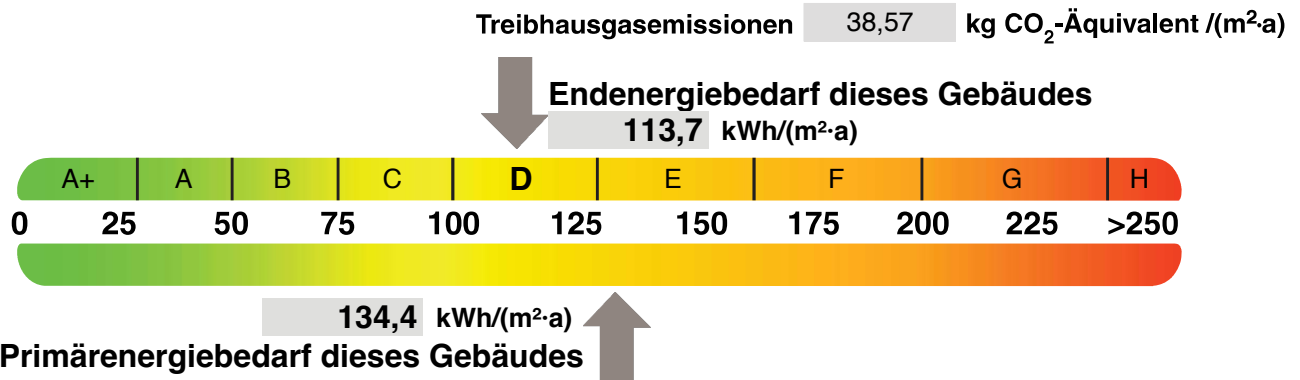 Treibhausgasemissionen 38,57 kg CO₂-Äquivalent /(m²·a)
Endenergiebedarf dieses Gebäudes
113,7 kWh/(m²·a)
A+ A B C D E F G H
0 25 50 75 100 125 150 175 200 225 >250
134,4 kWh/(m²·a)
Primärenergiebedarf dieses Gebäudes